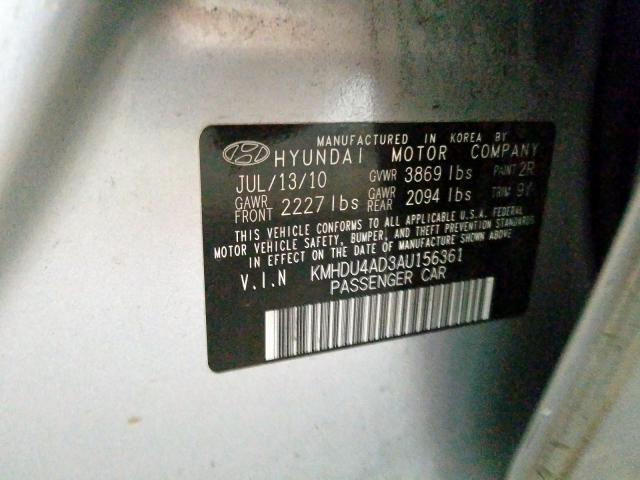 MANUFACTURED IN KOREA BY
HYUNDAI MOTOR COMPANY
JUL/13/10 GVWR 3869 lbs PAINT 2R
GAWR FRONT 2227 lbs GAWR REAR 2094 lbs TRIM 9Y
THIS VEHICLE CONFORMS TO ALL APPLICABLE U.S.A. FEDERAL
MOTOR VEHICLE SAFETY, BUMPER, AND THEFT PREVENTION STANDARDS
IN EFFECT ON THE DATE OF MANUFACTURE SHOWN ABOVE
V.I.N KMHDU4AD3AU156361
PASSENGER CAR